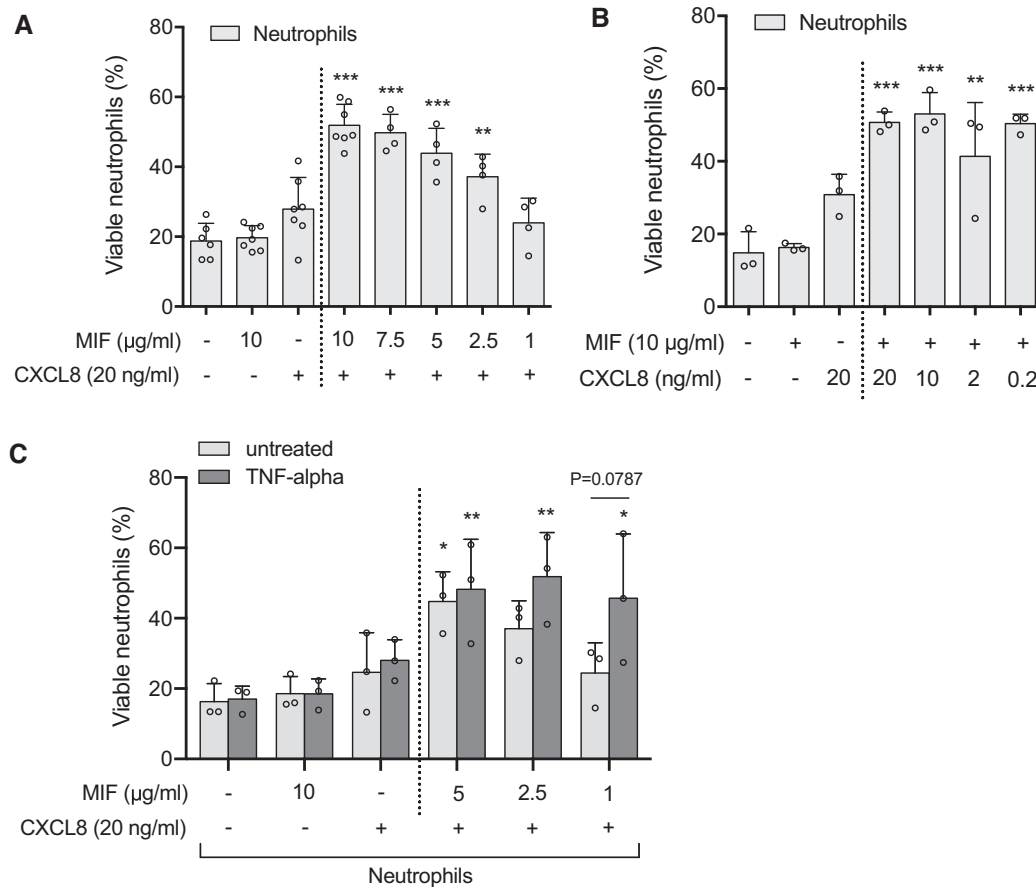 A
Viable neutrophils (%)
80
60
40
20
0
Neutrophils
*** *** *** **
MIF (µg/ml) - 10 - 10 7.5 5 2.5 1
CXCL8 (20 ng/ml) - - + + + + + +
B
Viable neutrophils (%)
80
60
40
20
0
Neutrophils
*** *** ** ***
MIF (10 µg/ml) - + - + + + +
CXCL8 (ng/ml) - - 20 20 10 2 0.2
C
Viable neutrophils (%)
80
60
40
20
0
untreated
TNF-alpha
P=0.0787
* ** ** *
MIF (µg/ml) - 10 - 5 2.5 1
CXCL8 (20 ng/ml) - - + + + +
Neutrophils